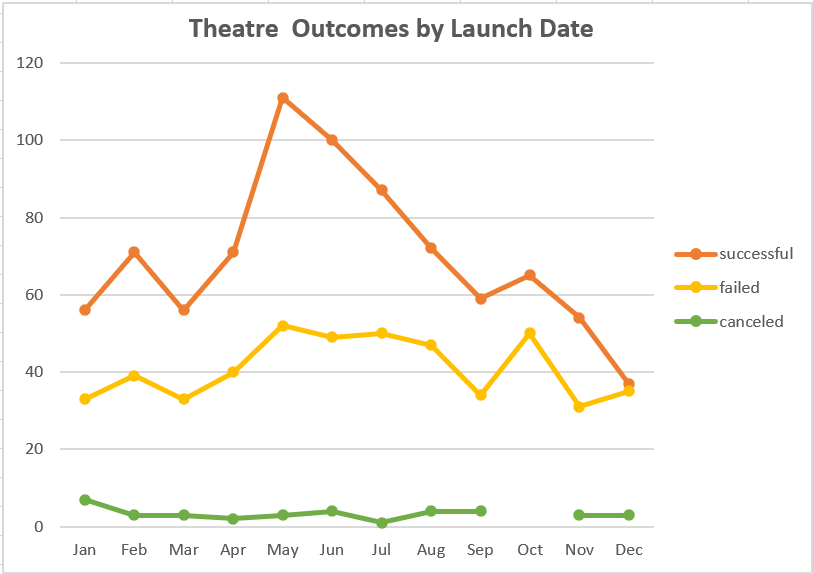 Theatre  Outcomes by Launch Date
120
100
80
60
40
20
0
Jan Feb Mar Apr May Jun Jul Aug Sep Oct Nov Dec
successful
failed
canceled